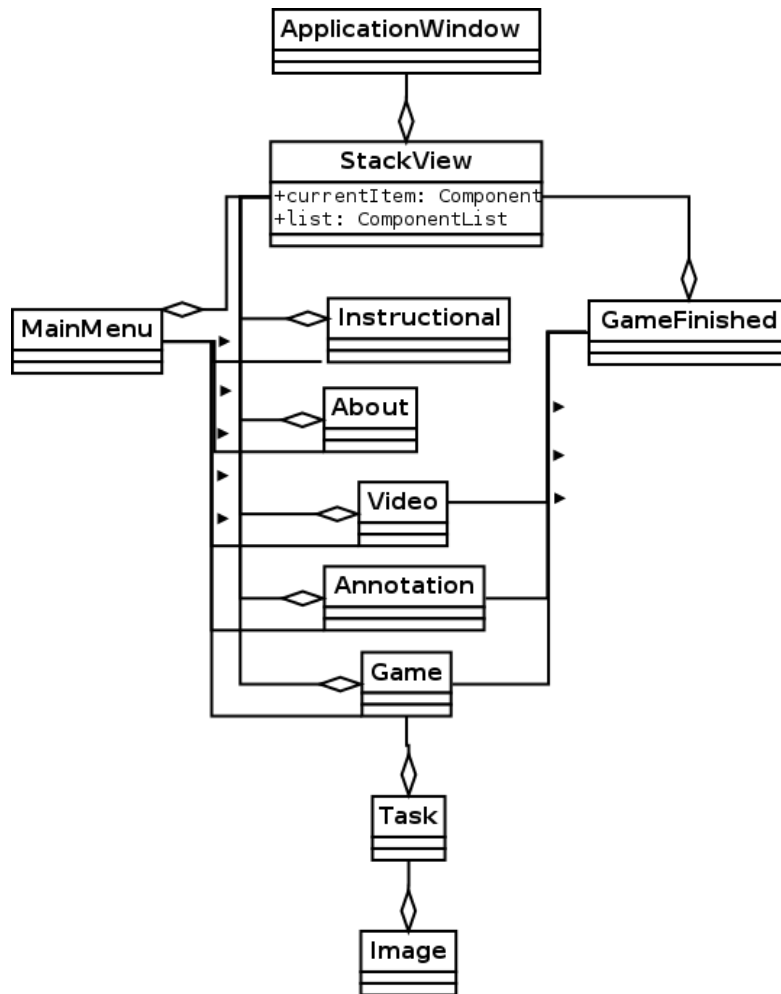 ApplicationWindow
StackView
+currentItem: Component
+list: ComponentList
MainMenu
Instructional
GameFinished
About
Video
Annotation
Game
Task
Image